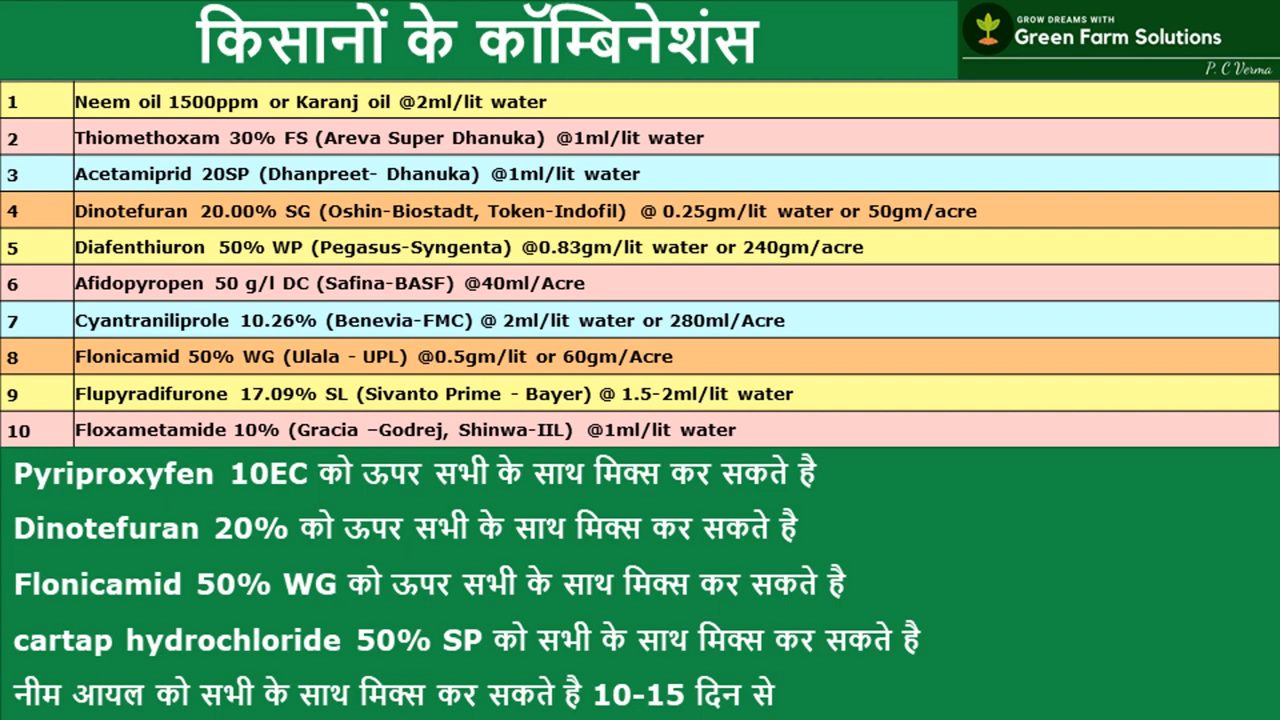 किसानों के कॉम्बिनेशंस
GROW DREAMS WITH
Green Farm Solutions
P. C Verma
1 Neem oil 1500ppm or Karanj oil @2ml/lit water
2 Thiomethoxam 30% FS (Areva Super Dhanuka) @1ml/lit water
3 Acetamiprid 20SP (Dhanpreet- Dhanuka) @1ml/lit water
4 Dinotefuran 20.00% SG (Oshin-Biostadt, Token-Indofil) @ 0.25gm/lit water or 50gm/acre
5 Diafenthiuron 50% WP (Pegasus-Syngenta) @0.83gm/lit water or 240gm/acre
6 Afidopyropen 50 g/l DC (Safina-BASF) @40ml/Acre
7 Cyantraniliprole 10.26% (Benevia-FMC) @ 2ml/lit water or 280ml/Acre
8 Flonicamid 50% WG (Ulala - UPL) @0.5gm/lit or 60gm/Acre
9 Flupyradifurone 17.09% SL (Sivanto Prime - Bayer) @ 1.5-2ml/lit water
10 Floxametamide 10% (Gracia –Godrej, Shinwa-IIL) @1ml/lit water
Pyriproxyfen 10EC को ऊपर सभी के साथ मिक्स कर सकते है
Dinotefuran 20% को ऊपर सभी के साथ मिक्स कर सकते है
Flonicamid 50% WG को ऊपर सभी के साथ मिक्स कर सकते है
cartap hydrochloride 50% SP को सभी के साथ मिक्स कर सकते है
नीम आयल को सभी के साथ मिक्स कर सकते है 10-15 दिन से